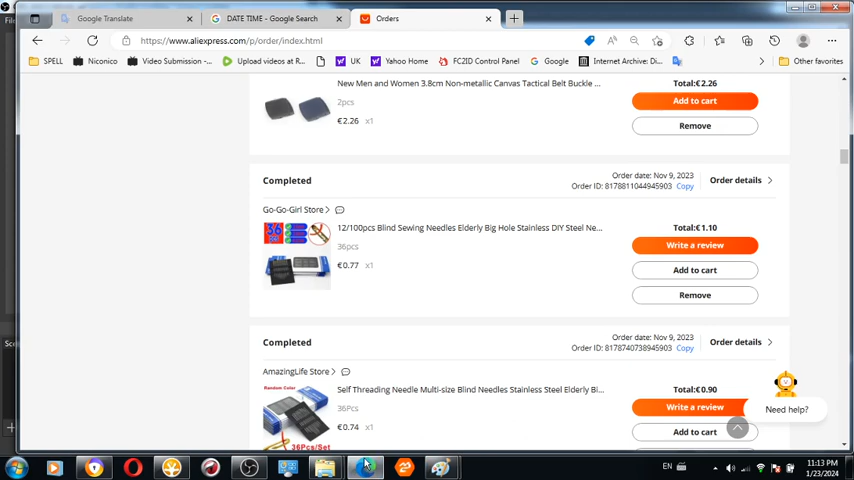 Google Translate
DATE TIME - Google Search
Orders
https://www.aliexpress.com/p/order/index.html
SPELL
Niconico
Video Submission -...
Upload videos at R...
UK
Yahoo Home
FC2ID Control Panel
Google
Internet Archive: Di...
Other favorites
New Men and Women 3.8cm Non-metallic Canvas Tactical Belt Buckle ...
2pcs
€2.26 x1
Total:€2.26
Add to cart
Remove
Completed
Order date: Nov 9, 2023
Order ID: 8178811044945903 Copy
Order details
Go-Go-Girl Store
12/100pcs Blind Sewing Needles Elderly Big Hole Stainless DIY Steel Ne...
36pcs
€0.77 x1
36
Total:€1.10
Write a review
Add to cart
Remove
Completed
Order date: Nov 9, 2023
Order ID: 8178740738945903 Copy
Order details
AmazingLife Store
Random Color
Self Threading Needle Multi-size Blind Needles Stainless Steel Elderly Bi...
36Pcs
€0.74 x1
36Pcs/Set
Total:€0.90
Write a review
Add to cart
Need help?
EN
11:13 PM
1/23/2024